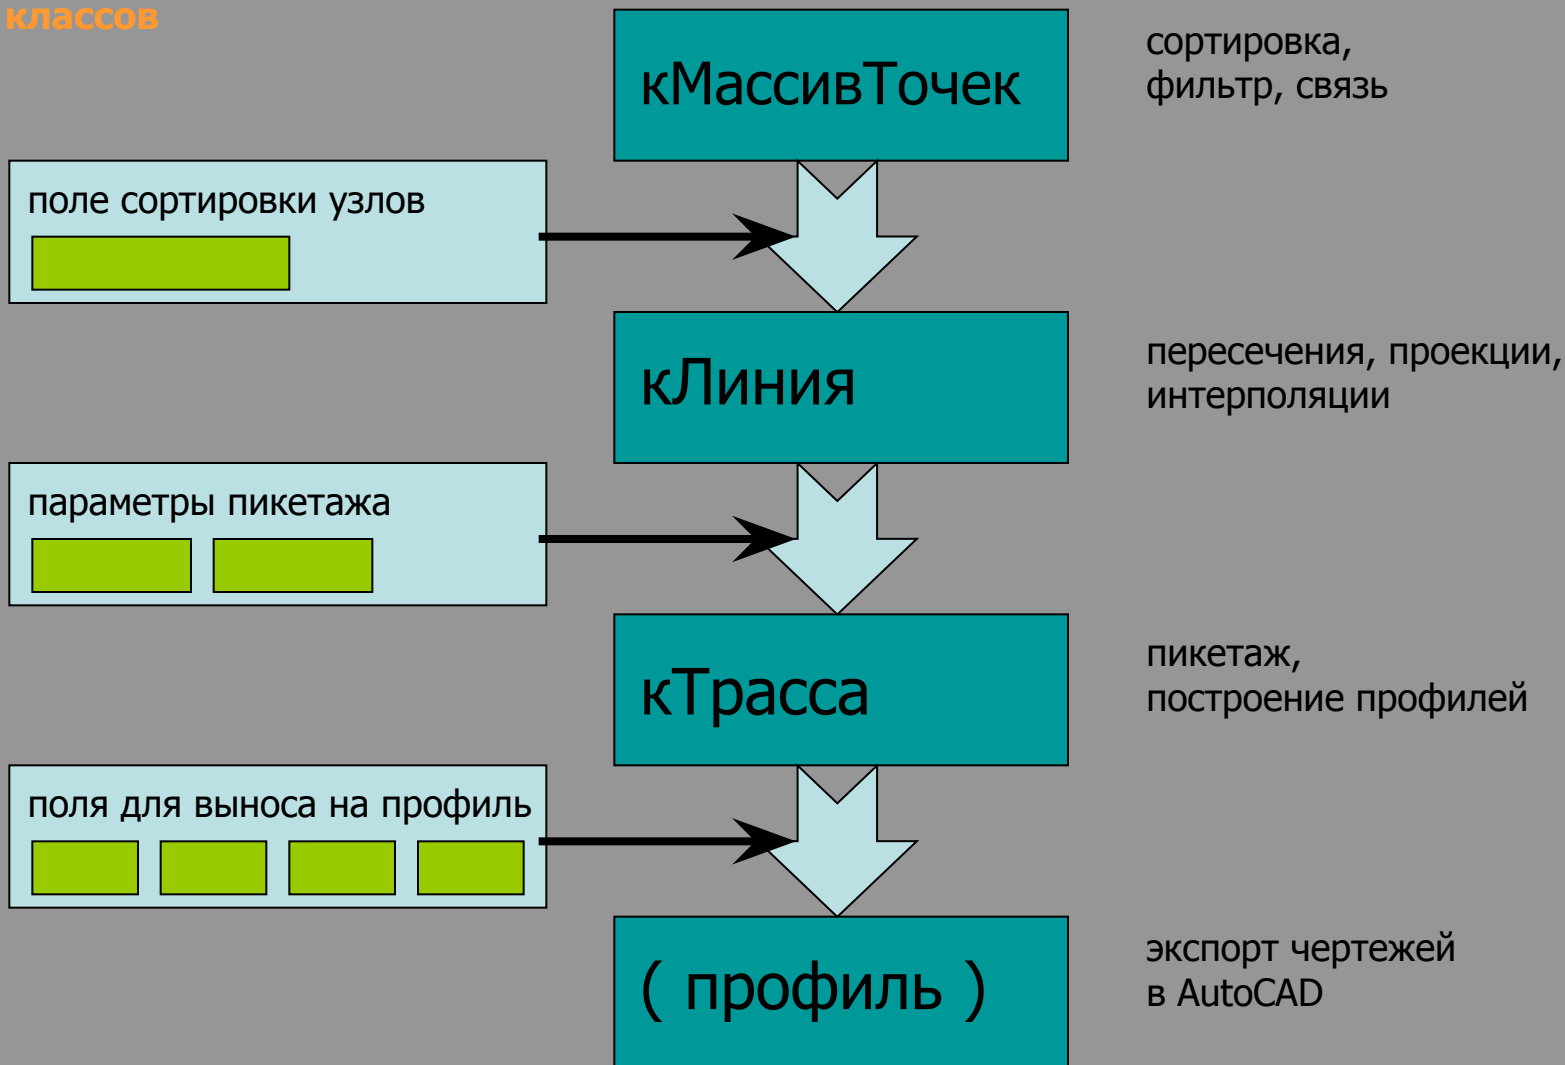 классов
кМассивТочек
сортировка,
фильтр, связь
поле сортировки узлов
кЛиния
пересечения, проекции,
интерполяции
параметры пикетажа
кТрасса
пикетаж,
построение профилей
поля для выноса на профиль
( профиль )
экспорт чертежей
в AutoCAD